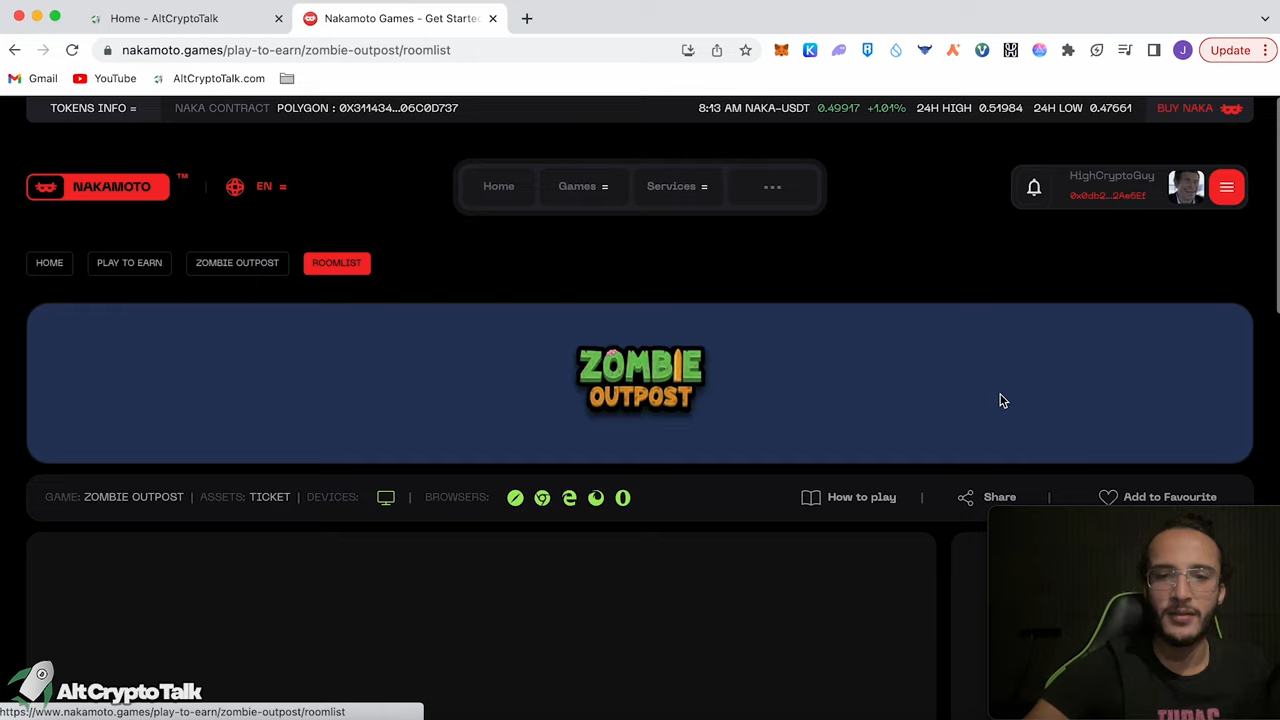 Home - AltCryptoTalk
Nakamoto Games - Get Starte
nakamoto.games/play-to-earn/zombie-outpost/roomlist
Update
Gmail YouTube AltCryptoTalk.com
TOKENS INFO = NAKA CONTRACT POLYGON : 0X311434...06C0D737 8:13 AM NAKA-USDT 0.49917 +1.01% 24H HIGH 0.51984 24H LOW 0.47661 BUY NAKA
NAKAMOTO ™ EN = Home Games = Services = ... HighCryptoGuy
0x0db2...2Ae6Ef
HOME PLAY TO EARN ZOMBIE OUTPOST ROOMLIST
ZOMBIE
OUTPOST
GAME: ZOMBIE OUTPOST | ASSETS: TICKET | DEVICES: | BROWSERS: How to play | Share | Add to Favourite
AltCryptoTalk
https://www.nakamoto.games/play-to-earn/zombie-outpost/roomlist